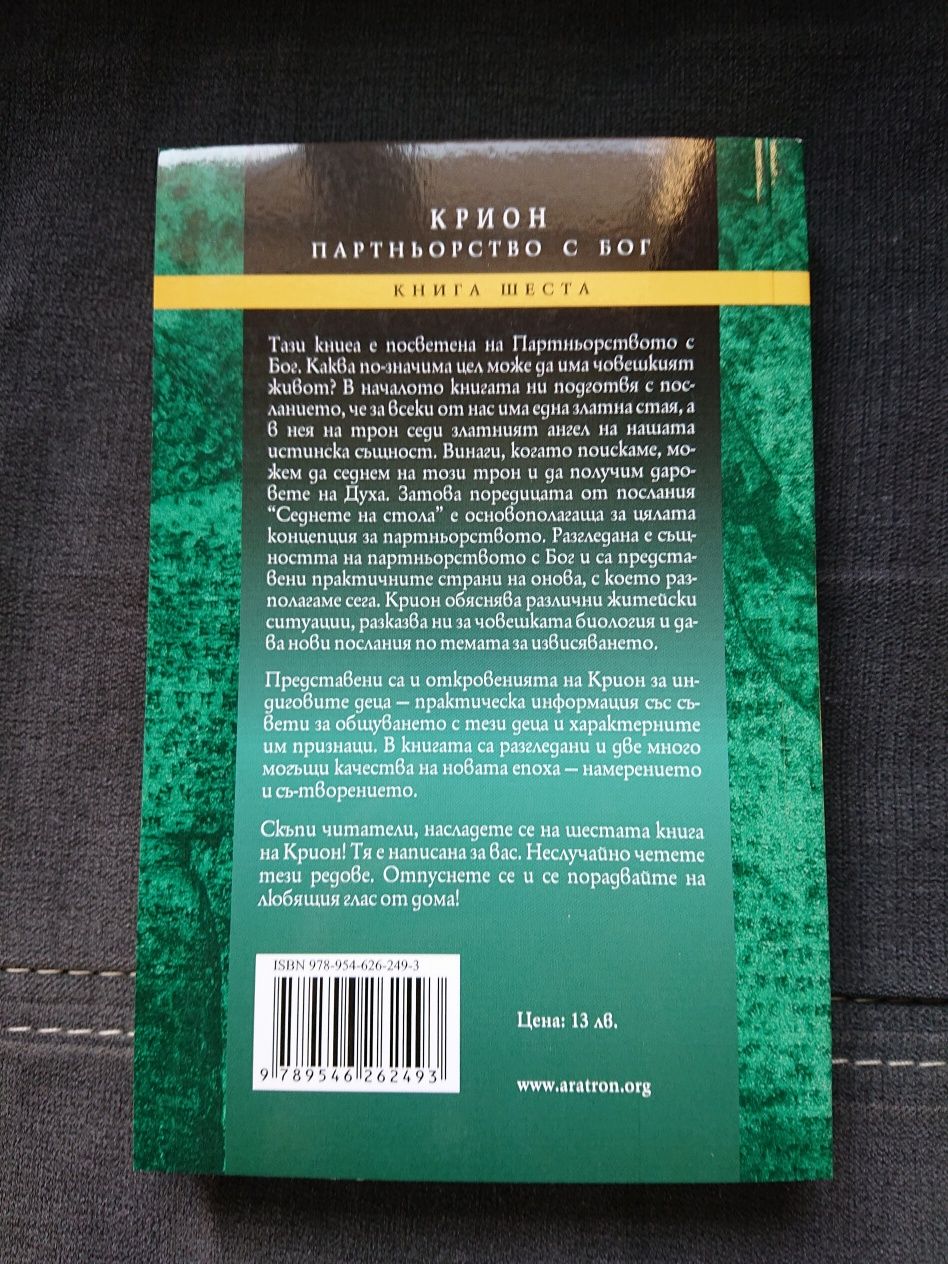 КРИОН
ПАРТНЬОРСТВО С БОГ
КНИГА ШЕСТА
Тази книга е посветена на Партньорството с
Бог. Каква по-значима цел може да има човешкият
живот? В началото книгата ни подготвя с пос-
ланието, че за всеки от нас има една златна стая, а
в нея на трон седи златният ангел на нашата
истинска същност. Винаги, когато поискаме, мо-
жем да седнем на този трон и да получим даро-
вете на Духа. Затова поредицата от послания
“Седнете на стола” е основополагаща за цялата
концепция за партньорството. Разгледана е същ-
ността на партньорството с Бог и са предста-
вени практичните страни на онова, с което раз-
полагаме сега. Крион обяснява различни житейски
ситуации, разказва ни за човешката биология и да-
ва нови послания по темата за извисяването.
Представени са и откровенията на Крион за ин-
диговите деца – практическа информация със съ-
вети за общуването с тези деца и характерните
им признаци. В книгата са разгледани и две много
могъщи качества на новата епоха – намерението
и съ-творението.
Скъпи читатели, насладете се на шестата книга
на Крион! Тя е написана за вас. Неслучайно четете
тези редове. Отпуснете се и се порадвайте на
любящия глас от дома!
ISBN 978-954-626-249-3
9 789546 262493
Цена: 13 лв.
www.aratron.org